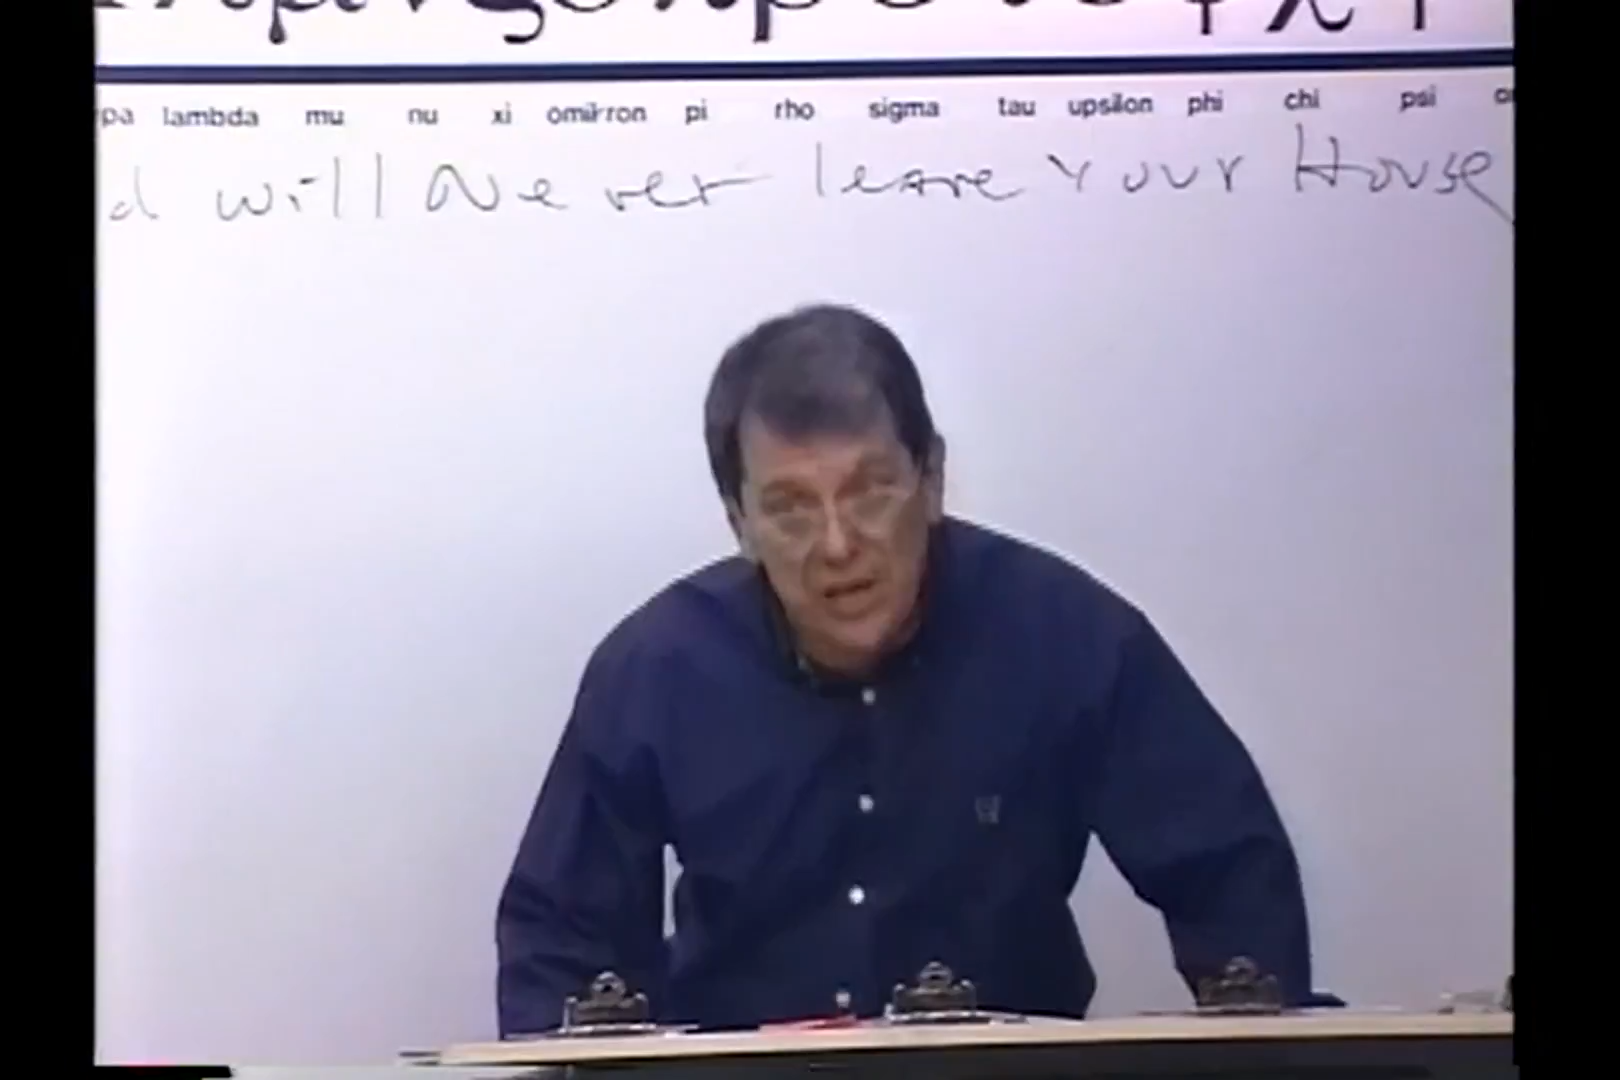 lambda mu nu xi omikron pi rho sigma tau upsilon phi chi psi
d will Never leave Your House